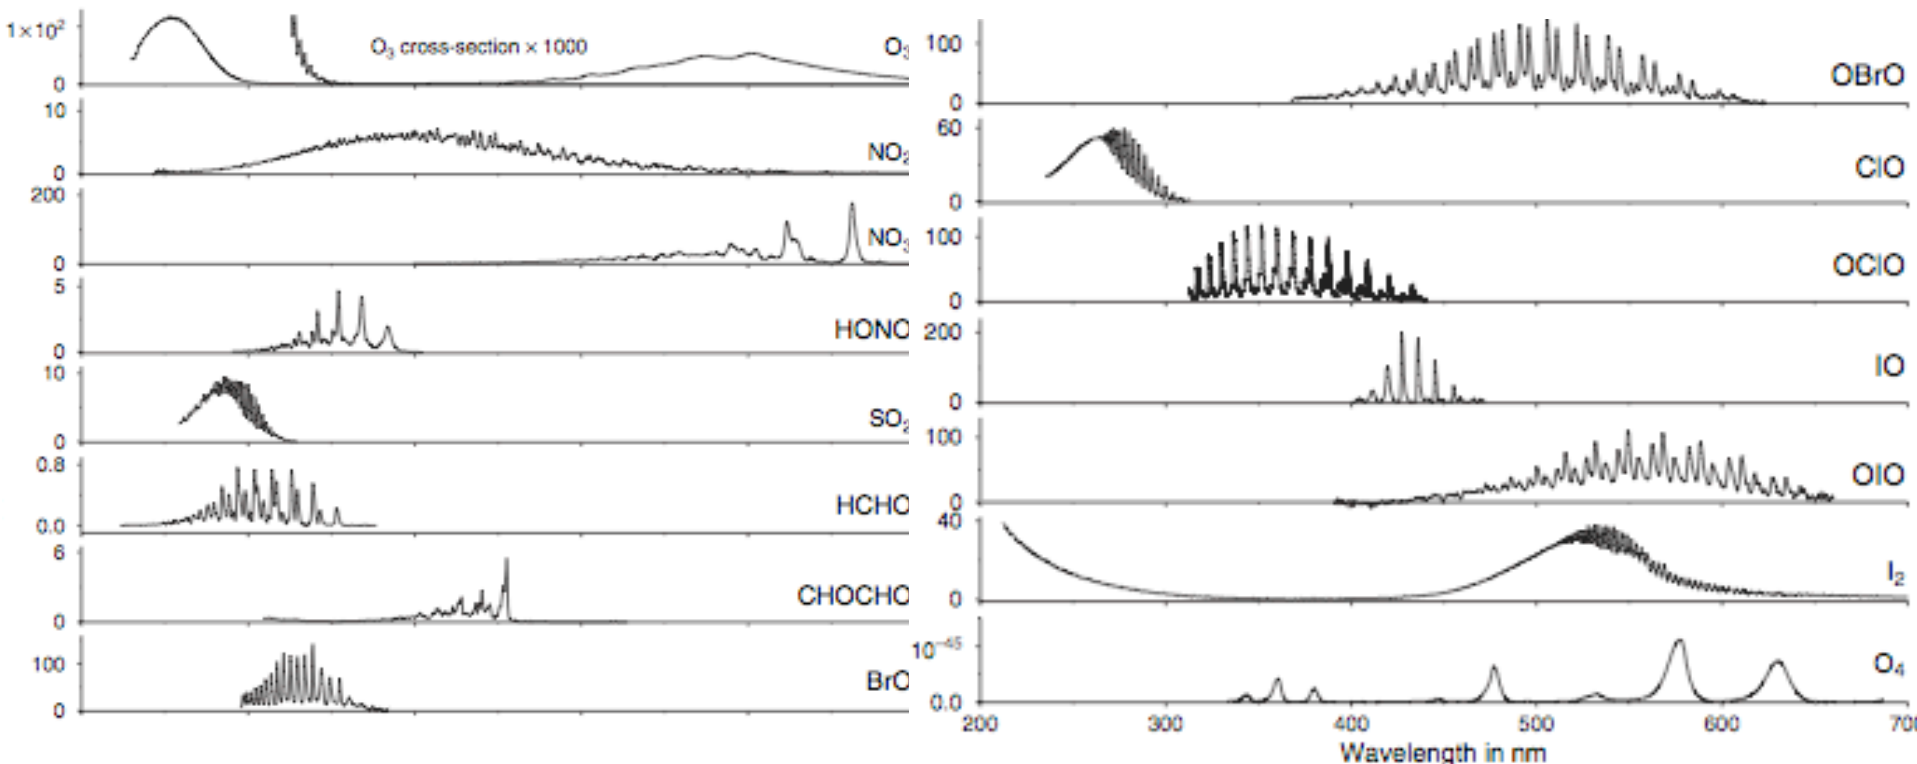 1×10²
0
O₃ cross-section × 1000
O₃
10
0
NO₂
200
0
NO₃
5
0
HONO
10
0
SO₂
0.8
0.0
HCHO
6
0
CHOCHO
100
0
BrO
100
0
OBrO
60
0
ClO
100
0
OClO
200
0
IO
100
0
OIO
40
0
I₂
10⁻⁴⁵
0.0
O₄
200 300 400 500 600 700
Wavelength in nm